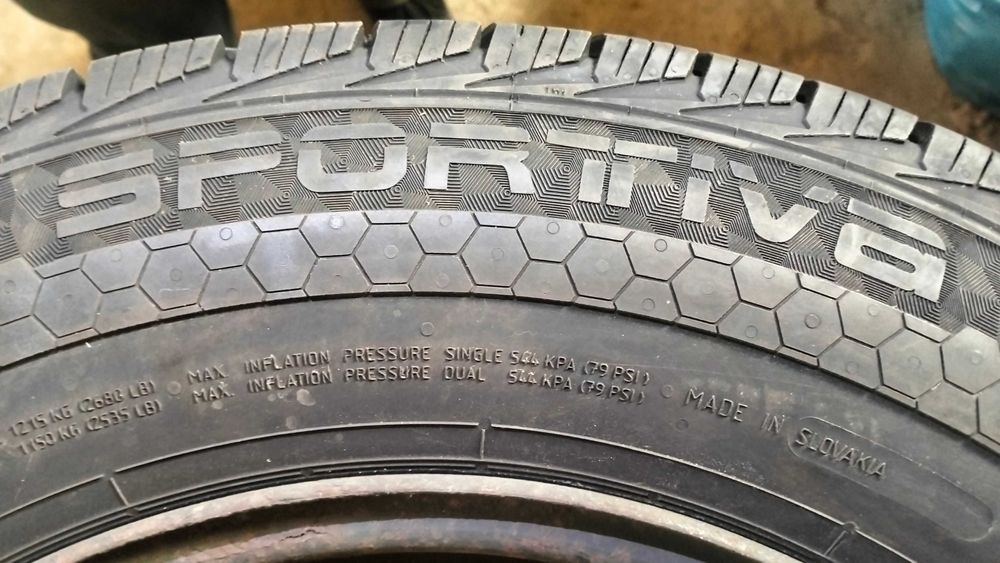 SPORTIVA
1215 KG (2680 LB) MAX. INFLATION PRESSURE SINGLE 544 KPA (79 PSI)
1150 KG (2535 LB) MAX. INFLATION PRESSURE DUAL 544 KPA (79 PSI)
MADE IN SLOVAKIA